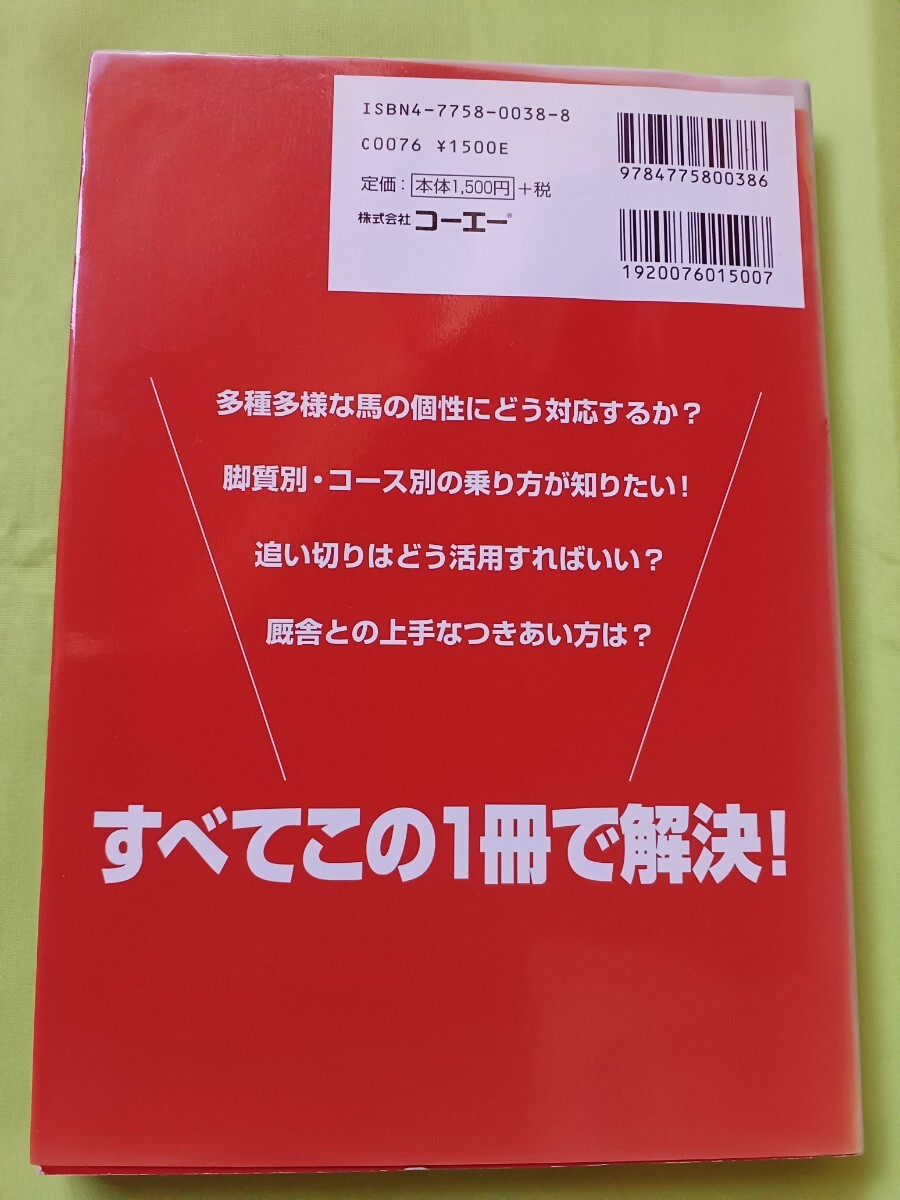 ISBN4-7758-0038-8
C0076 ¥1500E
定価：本体1,500円+税
株式会社コーエー®
9784775800386
1920076015007
多種多様な馬の個性にどう対応するか？
脚質別・コース別の乗り方が知りたい！
追い切りはどう活用すればいい？
厩舎との上手なつきあい方は？
すべてこの1冊で解決！